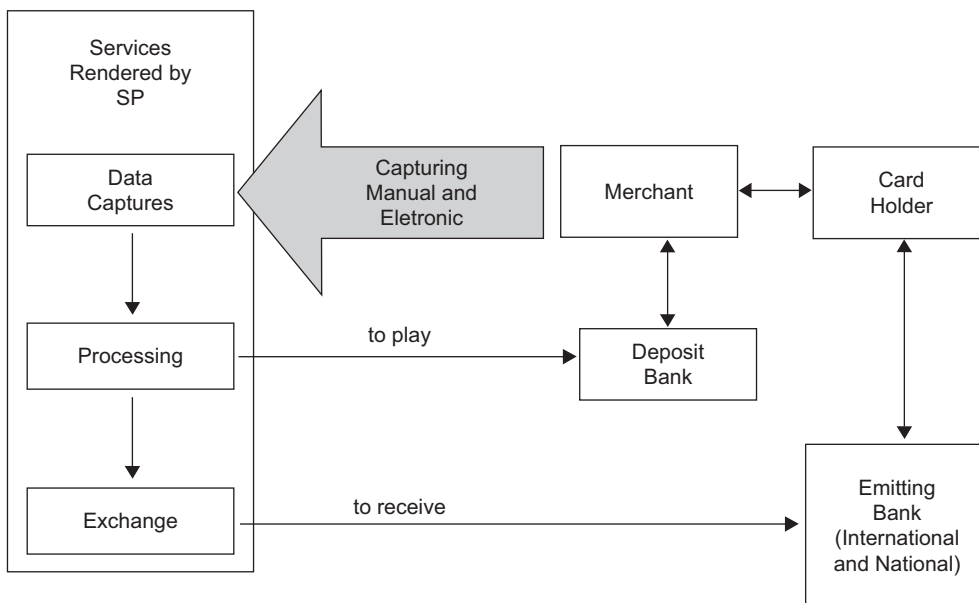 Services
Rendered by
SP
Data
Captures
Capturing
Manual and
Eletronic
Merchant
Card
Holder
Processing
to play
Deposit
Bank
Exchange
to receive
Emitting
Bank
(International
and National)